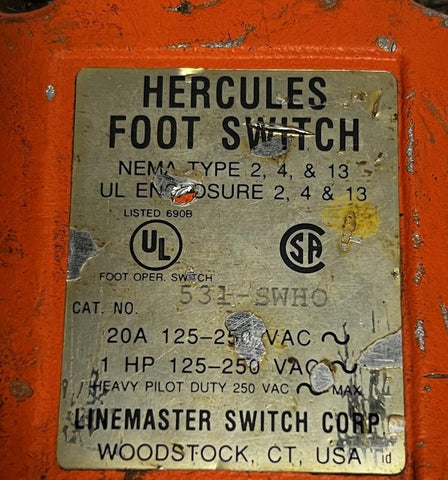 HERCULES
FOOT SWITCH
NEMA TYPE 2, 4, & 13
UL ENCLOSURE 2, 4 & 13
LISTED 690B
UL
SA
FOOT OPER. SWITCH
531-SWHO
CAT. NO.
20A 125-250 VAC ~
1 HP 125-250 VAC ~
HEAVY PILOT DUTY 250 VAC ~ MAX
LINEMASTER SWITCH CORP
WOODSTOCK, CT, USA id